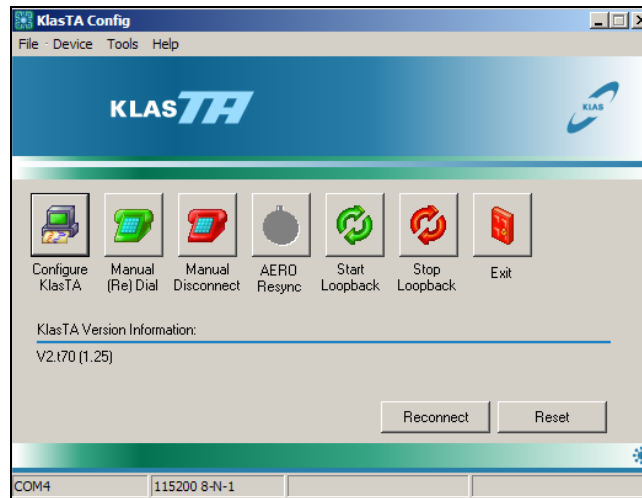 KlasTA Config
File Device Tools Help
KLAS TA
KLAS
Configure KlasTA
Manual (Re) Dial
Manual Disconnect
AERO Resync
Start Loopback
Stop Loopback
Exit
KlasTA Version Information:
V2.t70 (1.25)
Reconnect Reset
COM4 115200 8-N-1